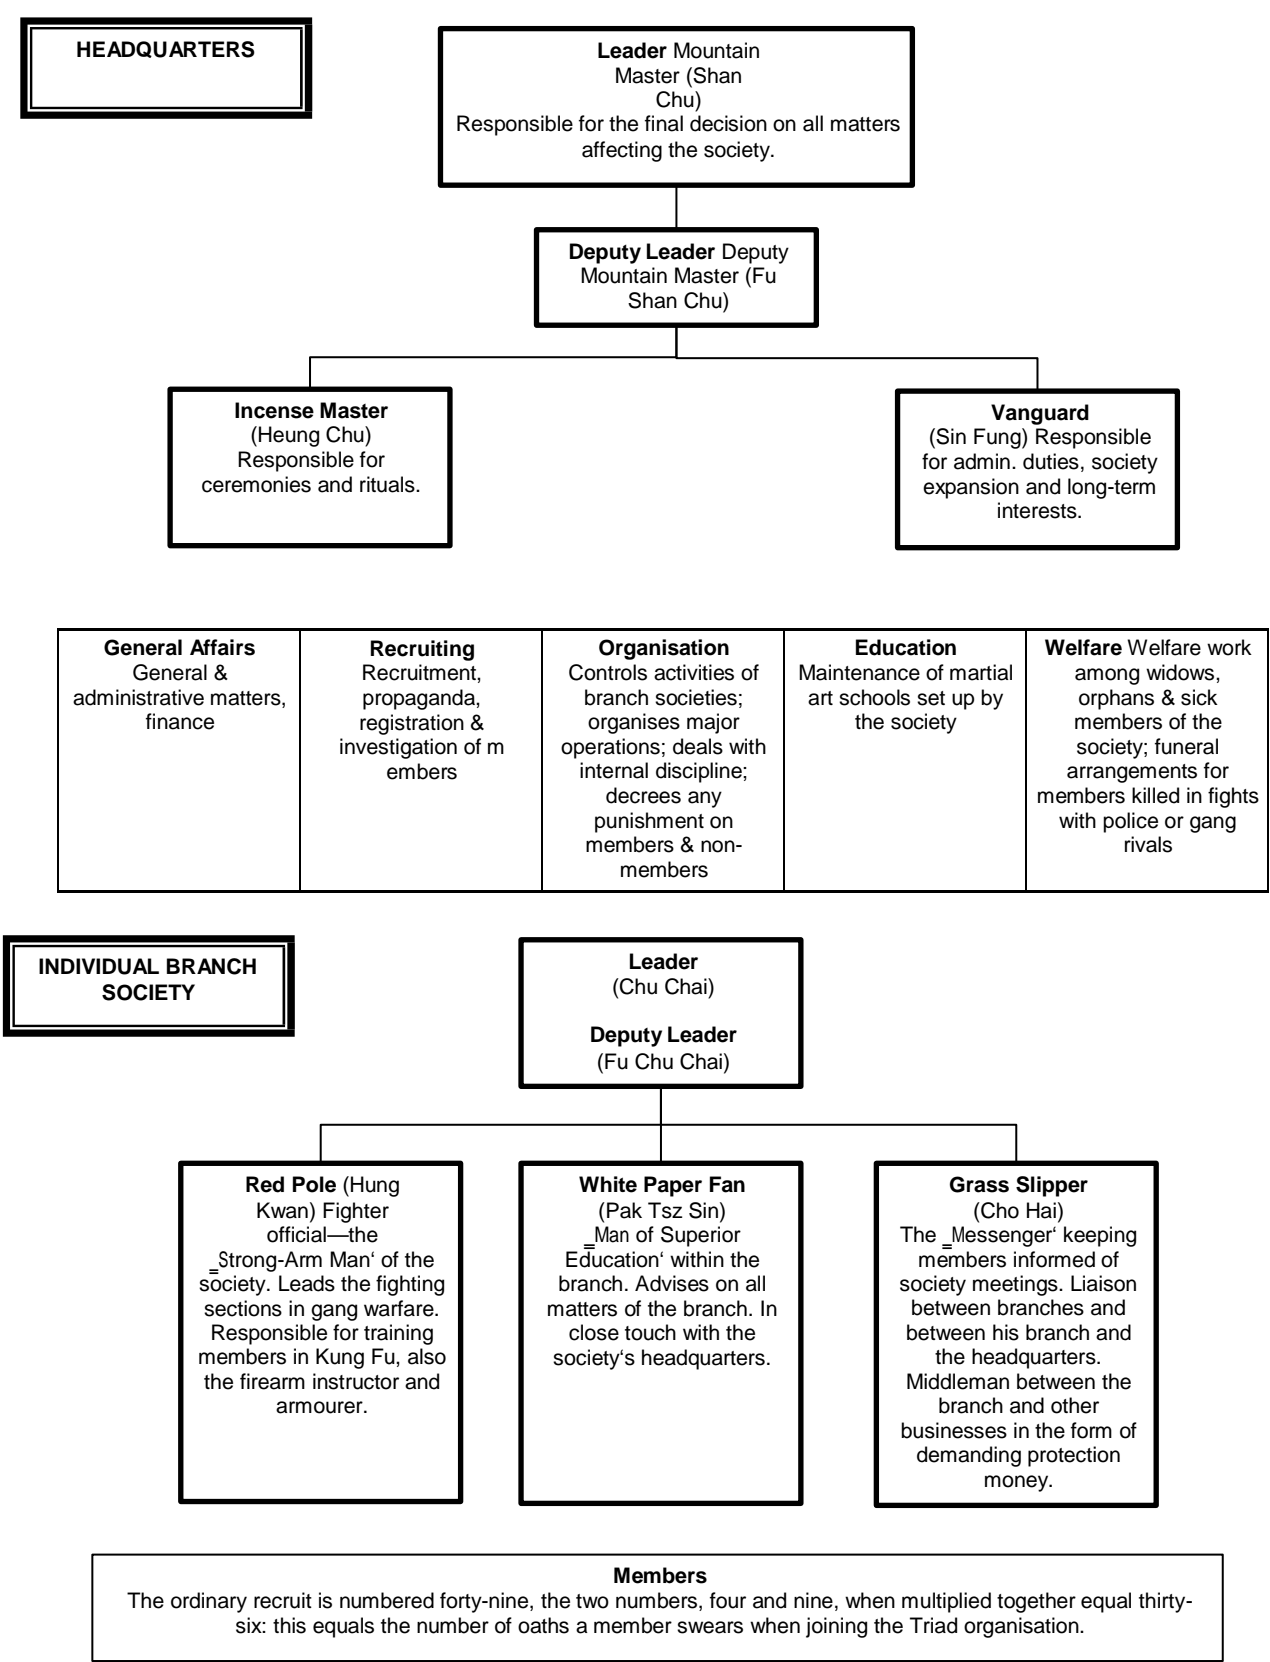 HEADQUARTERS
Leader Mountain
Master (Shan
Chu)
Responsible for the final decision on all matters
affecting the society.
Deputy Leader Deputy
Mountain Master (Fu
Shan Chu)
Incense Master
(Heung Chu)
Responsible for
ceremonies and rituals.
Vanguard
(Sin Fung) Responsible
for admin. duties, society
expansion and long-term
interests.
General Affairs
General &
administrative matters,
finance
Recruiting
Recruitment,
propaganda,
registration &
investigation of m
embers
Organisation
Controls activities of
branch societies;
organises major
operations; deals with
internal discipline;
decrees any
punishment on
members & non-
members
Education
Maintenance of martial
art schools set up by
the society
Welfare Welfare work
among widows,
orphans & sick
members of the
society; funeral
arrangements for
members killed in fights
with police or gang
rivals
INDIVIDUAL BRANCH
SOCIETY
Leader
(Chu Chai)
Deputy Leader
(Fu Chu Chai)
Red Pole (Hung
Kwan) Fighter
official—the
‗Strong-Arm Man‘ of the
society. Leads the fighting
sections in gang warfare.
Responsible for training
members in Kung Fu, also
the firearm instructor and
armourer.
White Paper Fan
(Pak Tsz Sin)
‗Man of Superior
Education‘ within the
branch. Advises on all
matters of the branch. In
close touch with the
society‘s headquarters.
Grass Slipper
(Cho Hai)
The ‗Messenger‘ keeping
members informed of
society meetings. Liaison
between branches and
between his branch and
the headquarters.
Middleman between the
branch and other
businesses in the form of
demanding protection
money.
Members
The ordinary recruit is numbered forty-nine, the two numbers, four and nine, when multiplied together equal thirty-
six: this equals the number of oaths a member swears when joining the Triad organisation.